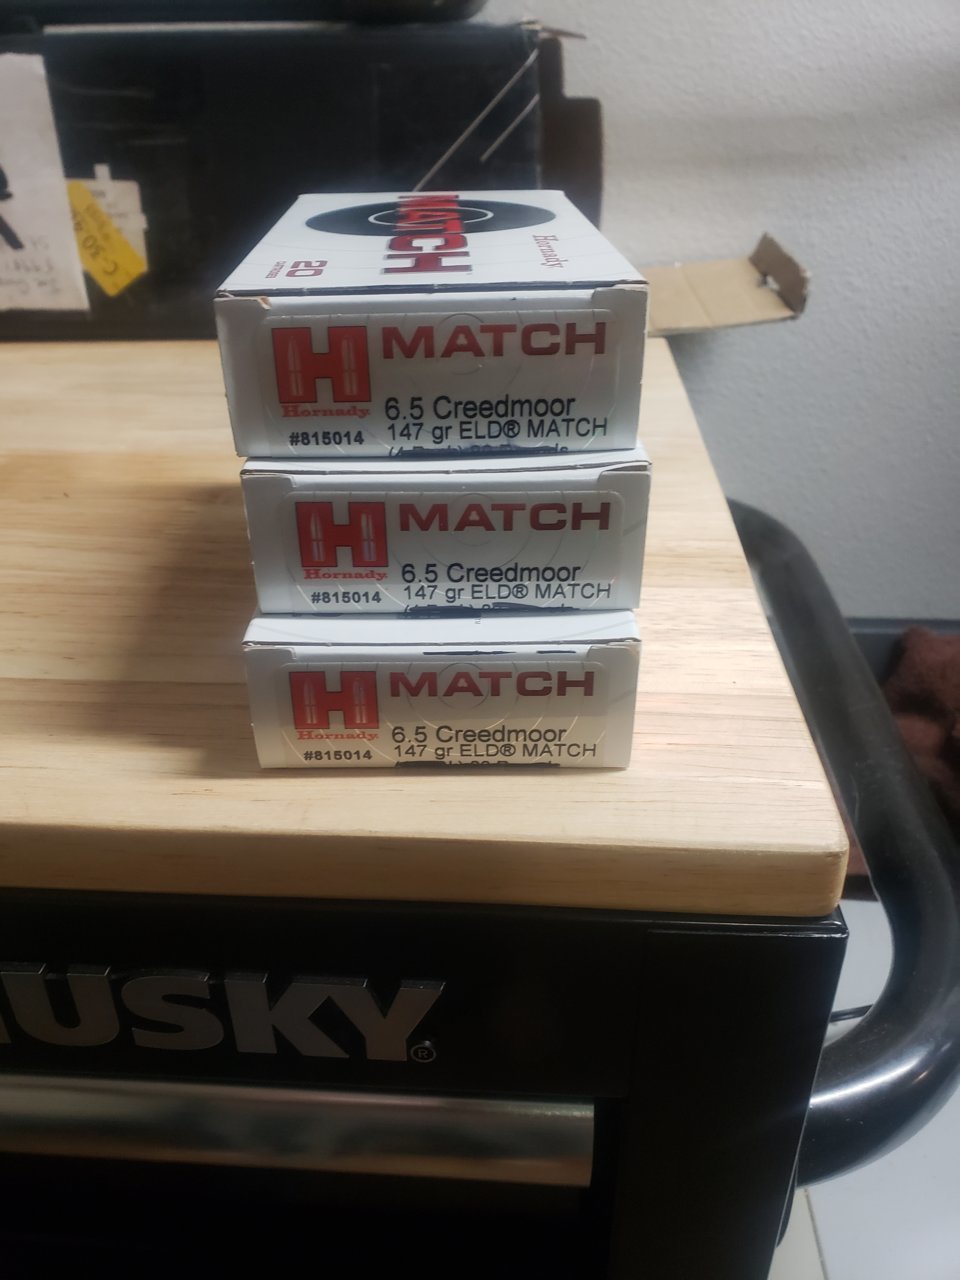 MATCH
Hornady
20
CARTRIDGES
H MATCH
Hornady
6.5 Creedmoor
#815014
147 gr ELD® MATCH
H MATCH
Hornady
6.5 Creedmoor
#815014
147 gr ELD® MATCH
H MATCH
Hornady
6.5 Creedmoor
#815014
147 gr ELD® MATCH
USKY®